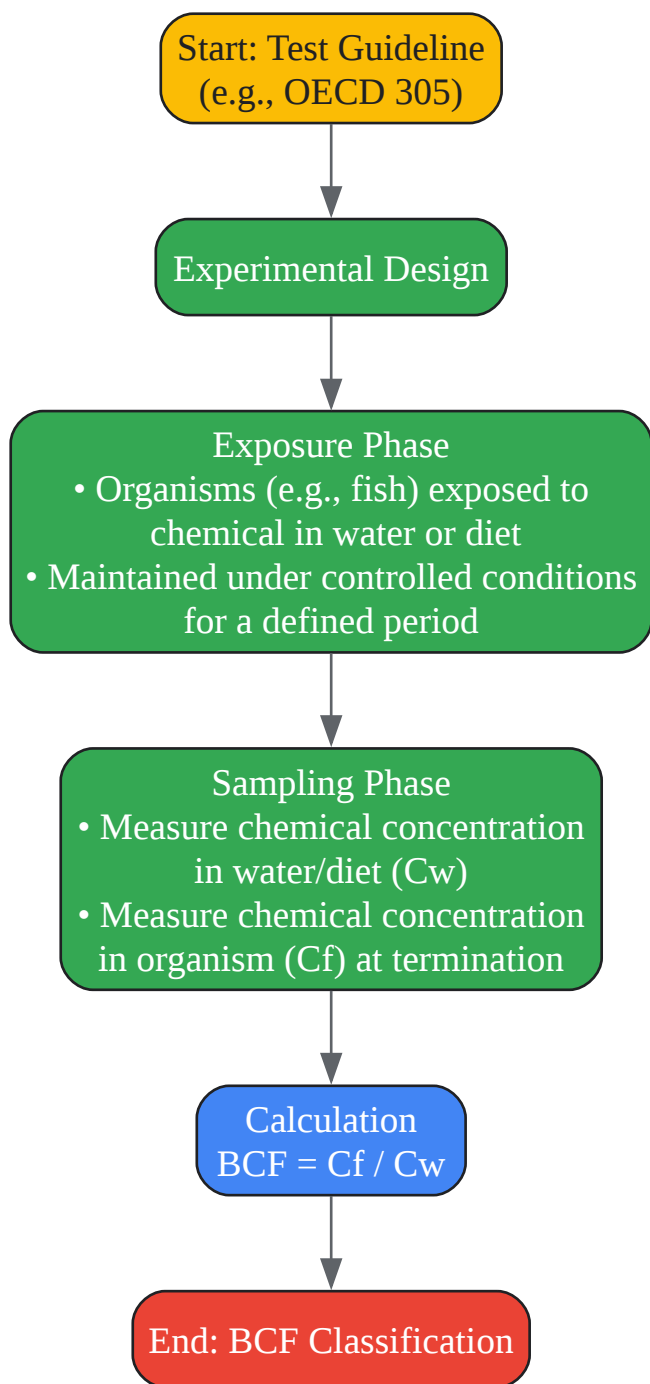 Start: Test Guideline
(e.g., OECD 305)
Experimental Design
Exposure Phase
• Organisms (e.g., fish) exposed to
chemical in water or diet
• Maintained under controlled conditions
for a defined period
Sampling Phase
• Measure chemical concentration
in water/diet (Cw)
• Measure chemical concentration
in organism (Cf) at termination
Calculation
BCF = Cf / Cw
End: BCF Classification